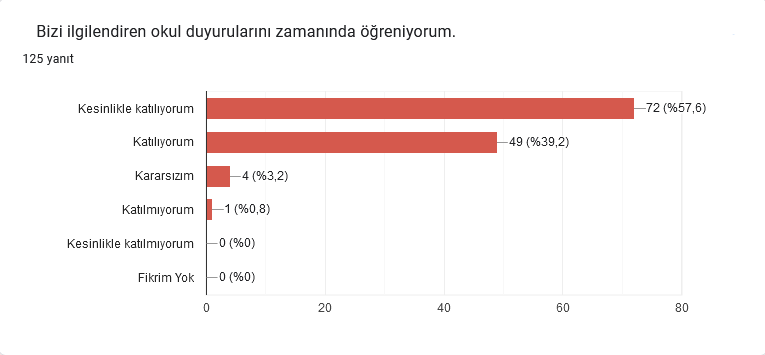 Bizi ilgilendiren okul duyurularını zamanında öğreniyorum.
125 yanıt
Kesinlikle katılıyorum 72 (%57,6)
Katılıyorum 49 (%39,2)
Kararsızım 4 (%3,2)
Katılmıyorum 1 (%0,8)
Kesinlikle katılmıyorum 0 (%0)
Fikrim Yok 0 (%0)
0 20 40 60 80